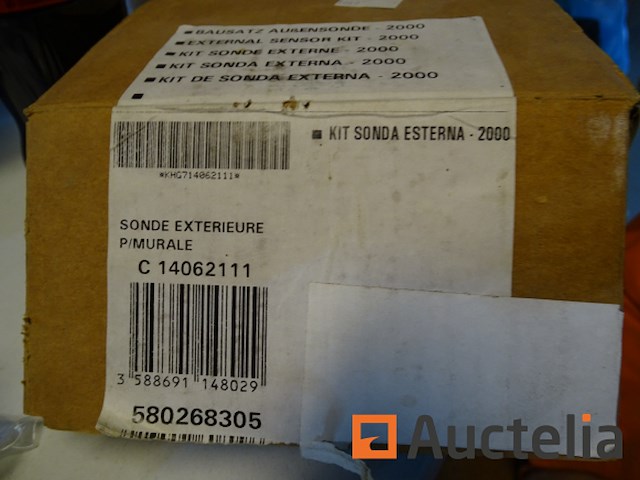 ▪ BAUSATZ AUßENSONDE - 2000
▪ EXTERNAL SENSOR KIT - 2000
▪ KIT SONDE EXTERNE - 2000
▪ KIT SONDA EXTERNA - 2000
▪ KIT DE SONDA EXTERNA - 2000
▪ KIT SONDA ESTERNA - 2000
*KHG714062111*
SONDE EXTERIEURE
P/MURALE
C 14062111
3 588691 148029
580268305
Auctelia